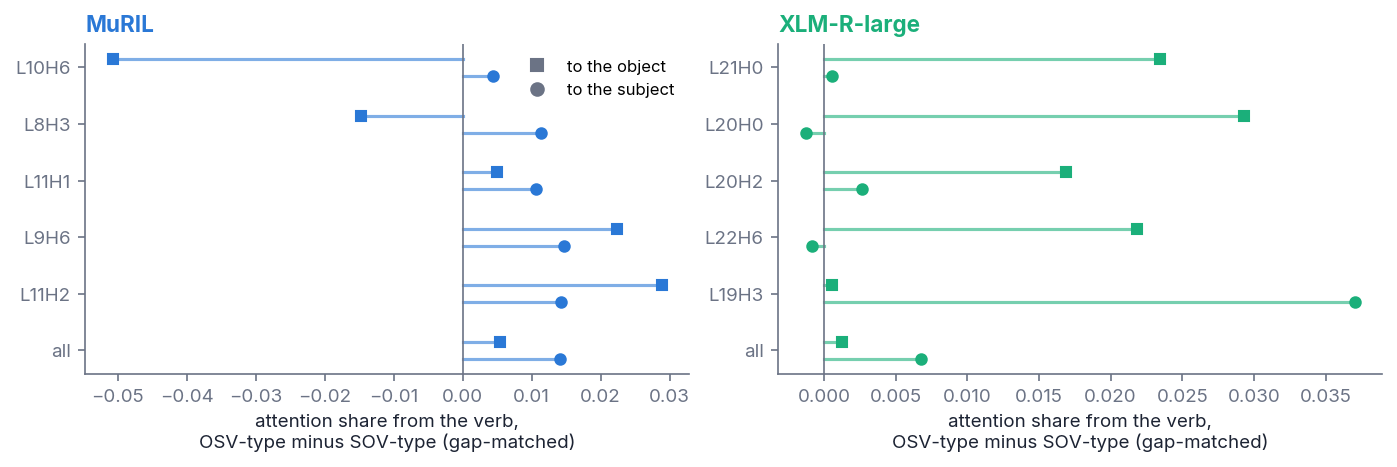 MuRIL
L10H6
L8H3
L11H1
L9H6
L11H2
all
to the object
to the subject
−0.05 −0.04 −0.03 −0.02 −0.01 0.00 0.01 0.02 0.03
attention share from the verb,
OSV-type minus SOV-type (gap-matched)
XLM-R-large
L21H0
L20H0
L20H2
L22H6
L19H3
all
0.000 0.005 0.010 0.015 0.020 0.025 0.030 0.035
attention share from the verb,
OSV-type minus SOV-type (gap-matched)